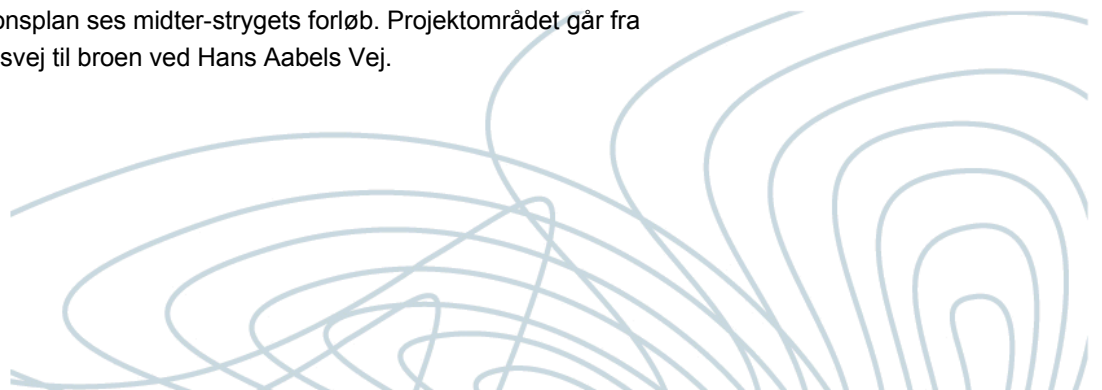 onsplan ses midter-strygets forløb. Projektområdet går fra
svej til broen ved Hans Aabels Vej.